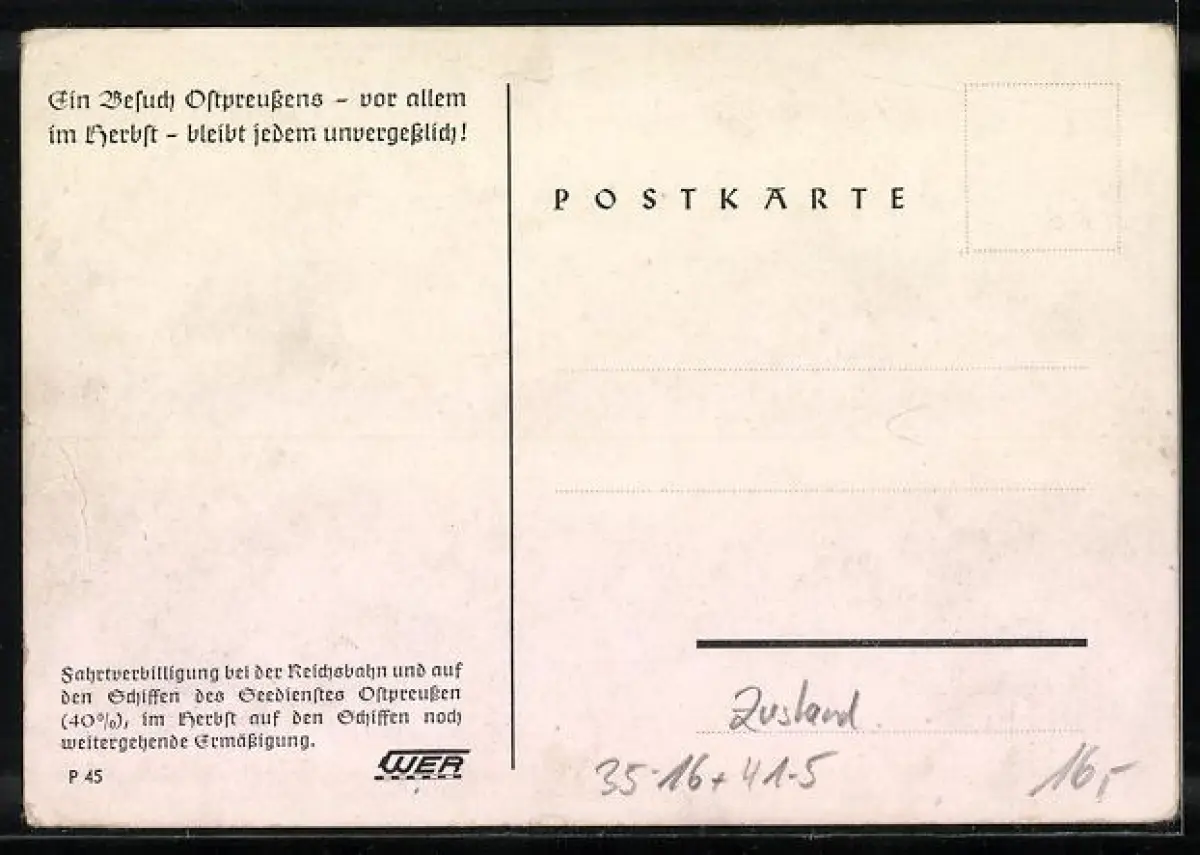 Ein Besuch Ostpreußens – vor allem
im Herbst – bleibt jedem unvergeßlich!
POSTKARTE
Fahrtverbilligung bei der Reichsbahn und auf
den Schiffen des Seedienstes Ostpreußen
(40%), im Herbst auf den Schiffen noch
weitergehende Ermäßigung.
P 45
WER
Zustand
35-16+41-5
16,-